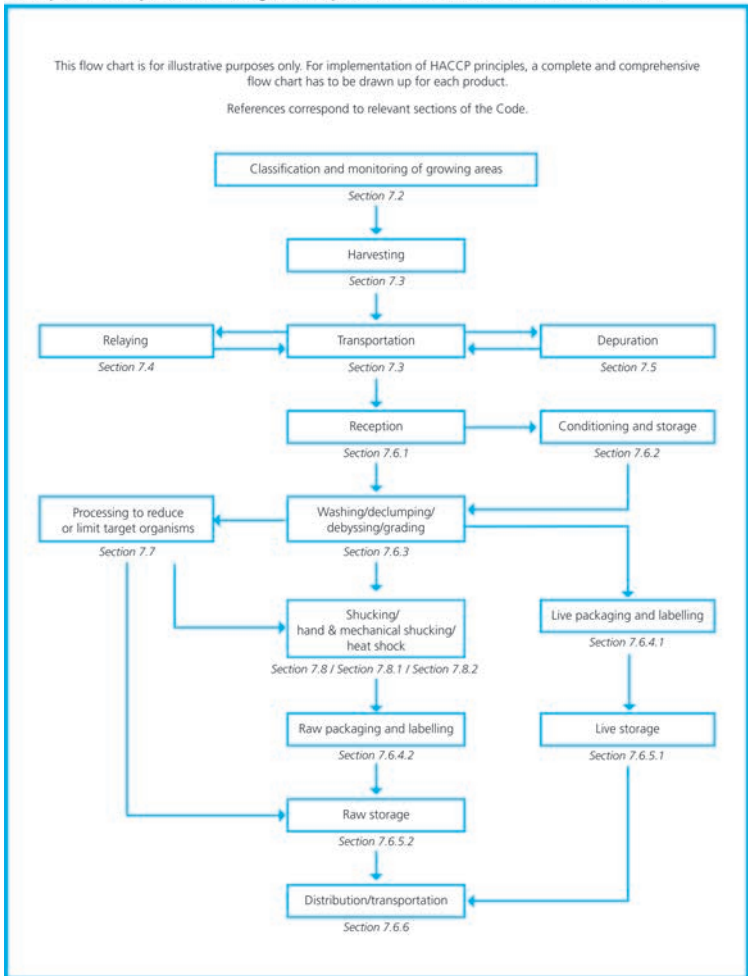 This flow chart is for illustrative purposes only. For implementation of HACCP principles, a complete and comprehensive
flow chart has to be drawn up for each product.
References correspond to relevant sections of the Code.
Classification and monitoring of growing areas
Section 7.2
Harvesting
Section 7.3
Relaying
Section 7.4
Transportation
Section 7.3
Depuration
Section 7.5
Reception
Section 7.6.1
Conditioning and storage
Section 7.6.2
Processing to reduce
or limit target organisms
Section 7.7
Washing/declumping/
debyssing/grading
Section 7.6.3
Shucking/
hand & mechanical shucking/
heat shock
Section 7.8 / Section 7.8.1 / Section 7.8.2
Live packaging and labelling
Section 7.6.4.1
Raw packaging and labelling
Section 7.6.4.2
Live storage
Section 7.6.5.1
Raw storage
Section 7.6.5.2
Distribution/transportation
Section 7.6.6